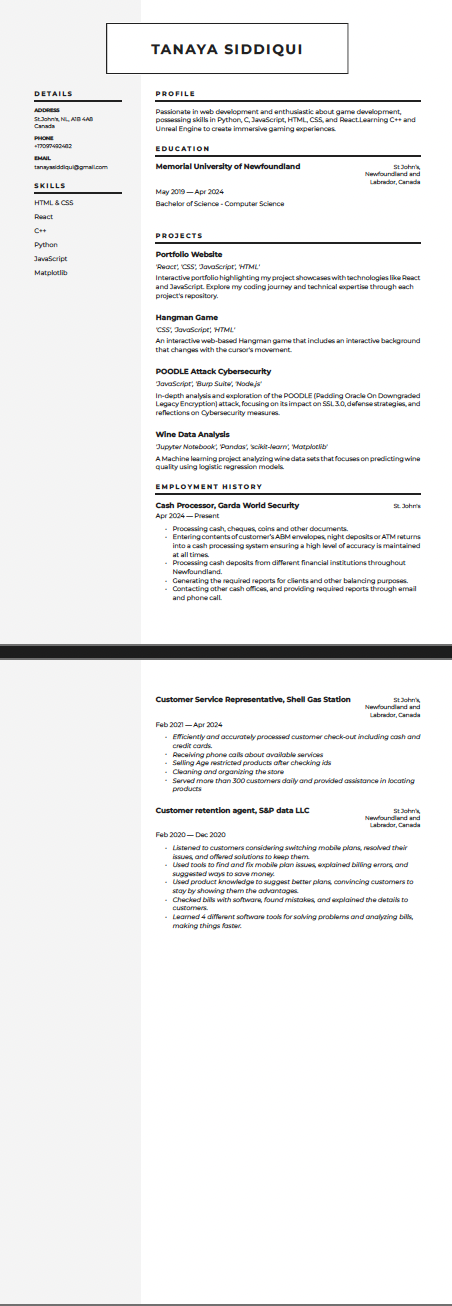 TANAYA SIDDIQUI
DETAILS
ADDRESS
St.John's, NL, A1B 4A8
Canada
PHONE
+17097492482
EMAIL
tanayasiddiqui@gmail.com
SKILLS
HTML & CSS
React
C++
Python
JavaScript
Matplotlib
PROFILE
Passionate in web development and enthusiastic about game development,
possessing skills in Python, C, JavaScript, HTML, CSS, and React.Learning C++ and
Unreal Engine to create immersive gaming experiences.
EDUCATION
Memorial University of Newfoundland
St John's,
Newfoundland and
Labrador, Canada
May 2019 — Apr 2024
Bachelor of Science - Computer Science
PROJECTS
Portfolio Website
'React', 'CSS', 'JavaScript', 'HTML'
Interactive portfolio highlighting my project showcases with technologies like React
and JavaScript. Explore my coding journey and technical expertise through each
project's repository.
Hangman Game
'CSS', 'JavaScript', 'HTML'
An interactive web-based Hangman game that includes an interactive background
that changes with the cursor's movement.
POODLE Attack Cybersecurity
'JavaScript', 'Burp Suite', 'Node.js'
In-depth analysis and exploration of the POODLE (Padding Oracle On Downgraded
Legacy Encryption) attack, focusing on its impact on SSL 3.0, defense strategies, and
reflections on Cybersecurity measures.
Wine Data Analysis
'Jupyter Notebook', 'Pandas', 'scikit-learn', 'Matplotlib'
A Machine learning project analyzing wine data sets that focuses on predicting wine
quality using logistic regression models.
EMPLOYMENT HISTORY
Cash Processor, Garda World Security
St. John's
Apr 2024 — Present
• Processing cash, cheques, coins and other documents.
• Entering contents of customer's ABM envelopes, night deposits or ATM returns
into a cash processing system ensuring a high level of accuracy is maintained
at all times.
• Processing cash deposits from different financial institutions throughout
Newfoundland.
• Generating the required reports for clients and other balancing purposes.
• Contacting other cash offices, and providing required reports through email
and phone call.
Customer Service Representative, Shell Gas Station
St John's,
Newfoundland and
Labrador, Canada
Feb 2021 — Apr 2024
• Efficiently and accurately processed customer check-out including cash and
credit cards.
• Receiving phone calls about available services
• Selling Age restricted products after checking ids
• Cleaning and organizing the store
• Served more than 300 customers daily and provided assistance in locating
products
Customer retention agent, S&P data LLC
St John's,
Newfoundland and
Labrador, Canada
Feb 2020 — Dec 2020
• Listened to customers considering switching mobile plans, resolved their
issues, and offered solutions to keep them.
• Used tools to find and fix mobile plan issues, explained billing errors, and
suggested ways to save money.
• Used product knowledge to suggest better plans, convincing customers to
stay by showing them the advantages.
• Checked bills with software, found mistakes, and explained the details to
customers.
• Learned 4 different software tools for solving problems and analyzing bills,
making things faster.